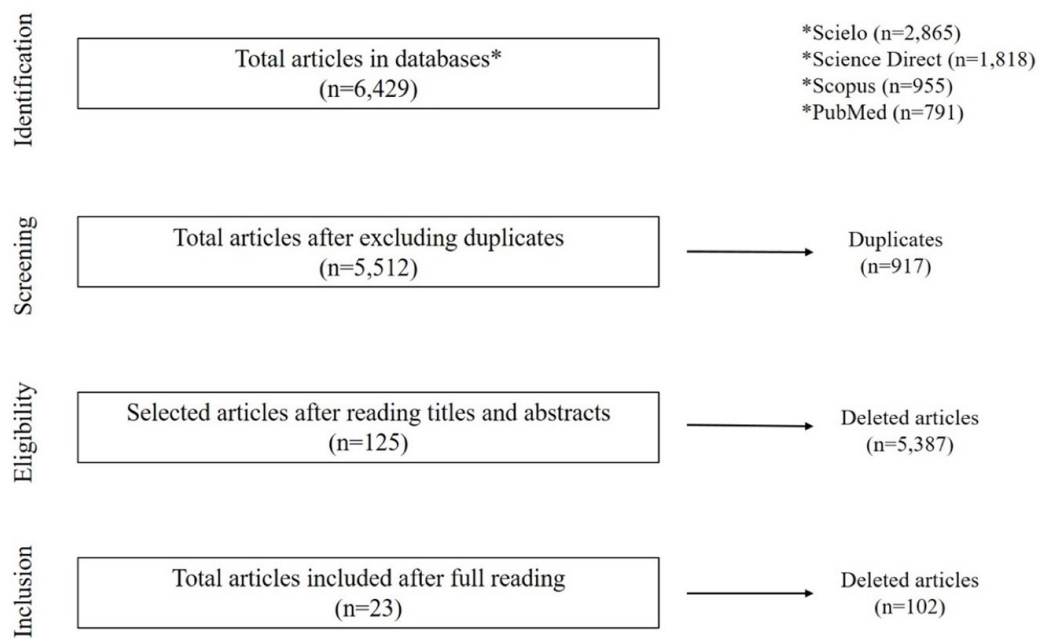 Identification
Total articles in databases*
(n=6,429)
*Scielo (n=2,865)
*Science Direct (n=1,818)
*Scopus (n=955)
*PubMed (n=791)
Screening
Total articles after excluding duplicates
(n=5,512)
Duplicates
(n=917)
Eligibility
Selected articles after reading titles and abstracts
(n=125)
Deleted articles
(n=5,387)
Inclusion
Total articles included after full reading
(n=23)
Deleted articles
(n=102)